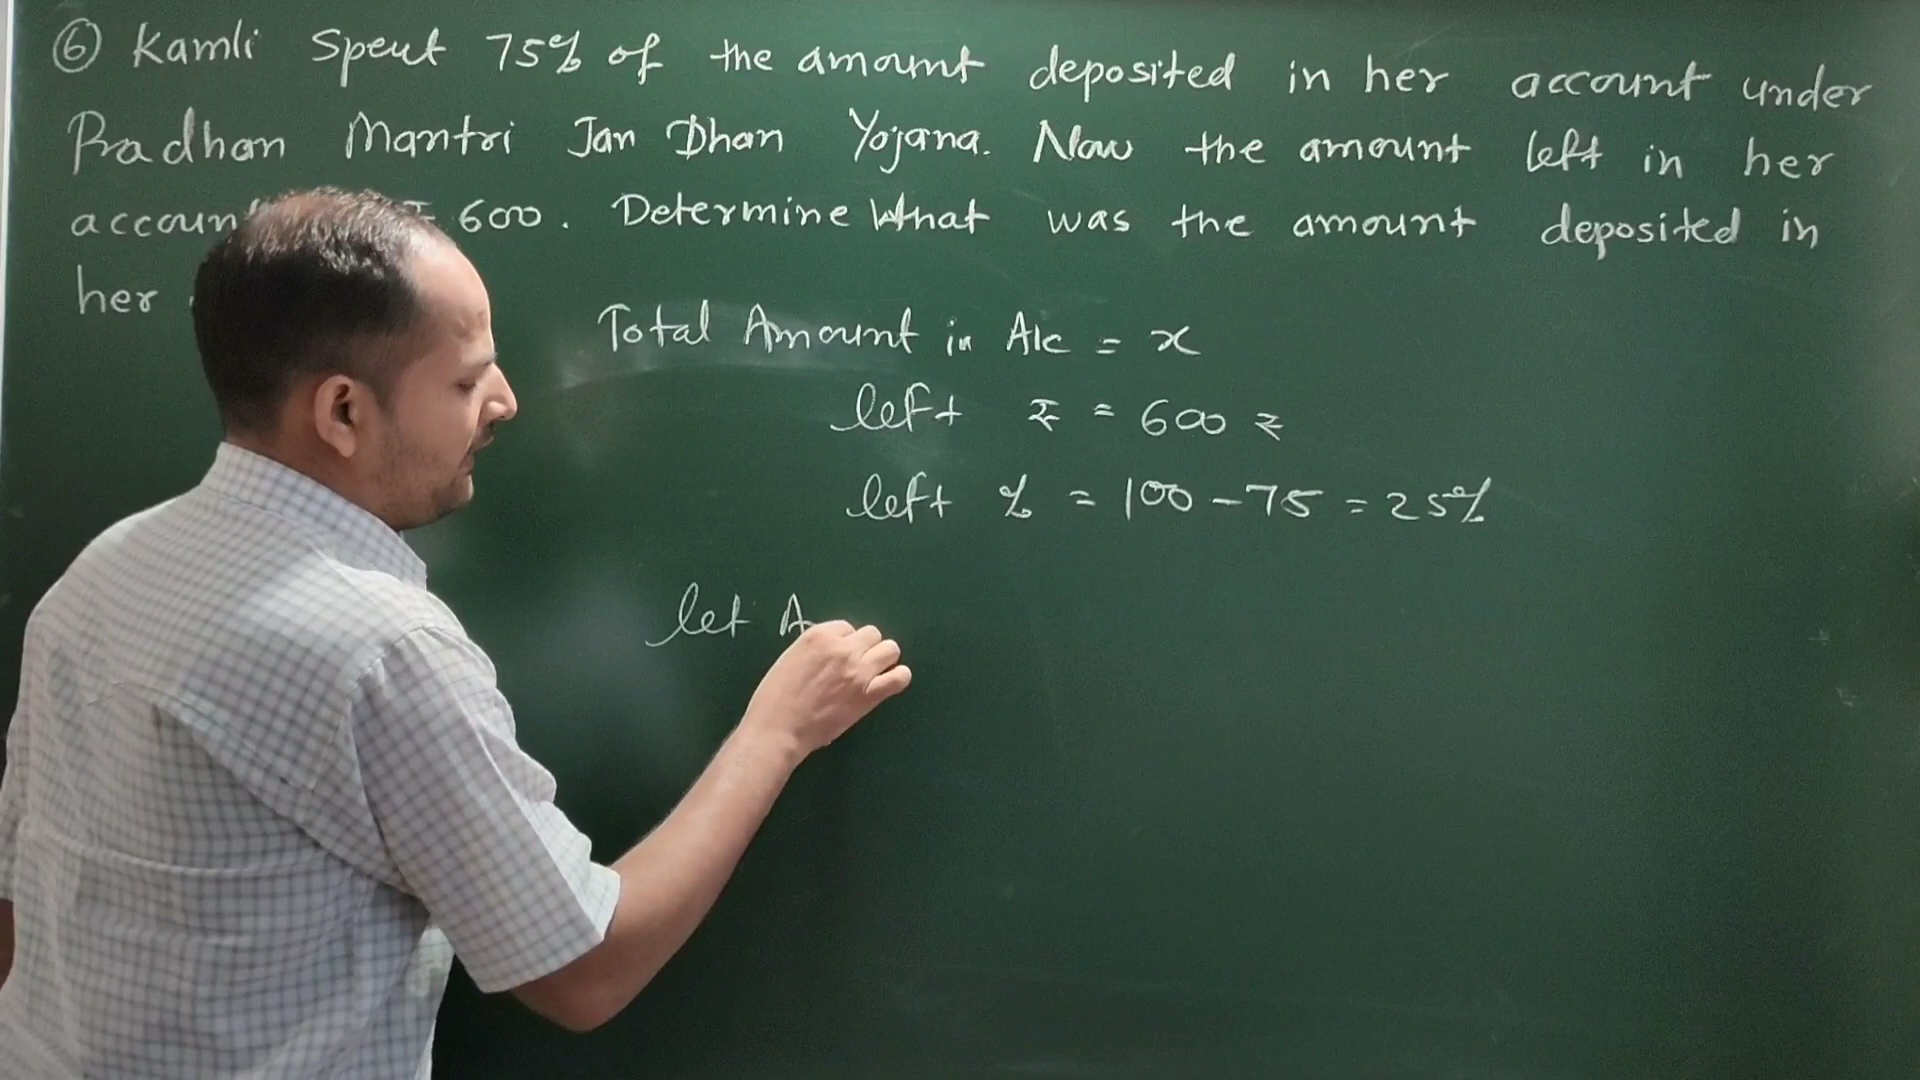 ⑥ Kamli Spent 75% of the amount deposited in her account under
Pradhan Mantri Jan Dhan Yojana. Now the amount left in her
accoun ₹ 600. Determine What was the amount deposited in
her
Total Amount in A/c = x
left ₹ = 600 ₹
left % = 100 - 75 = 25%
let A